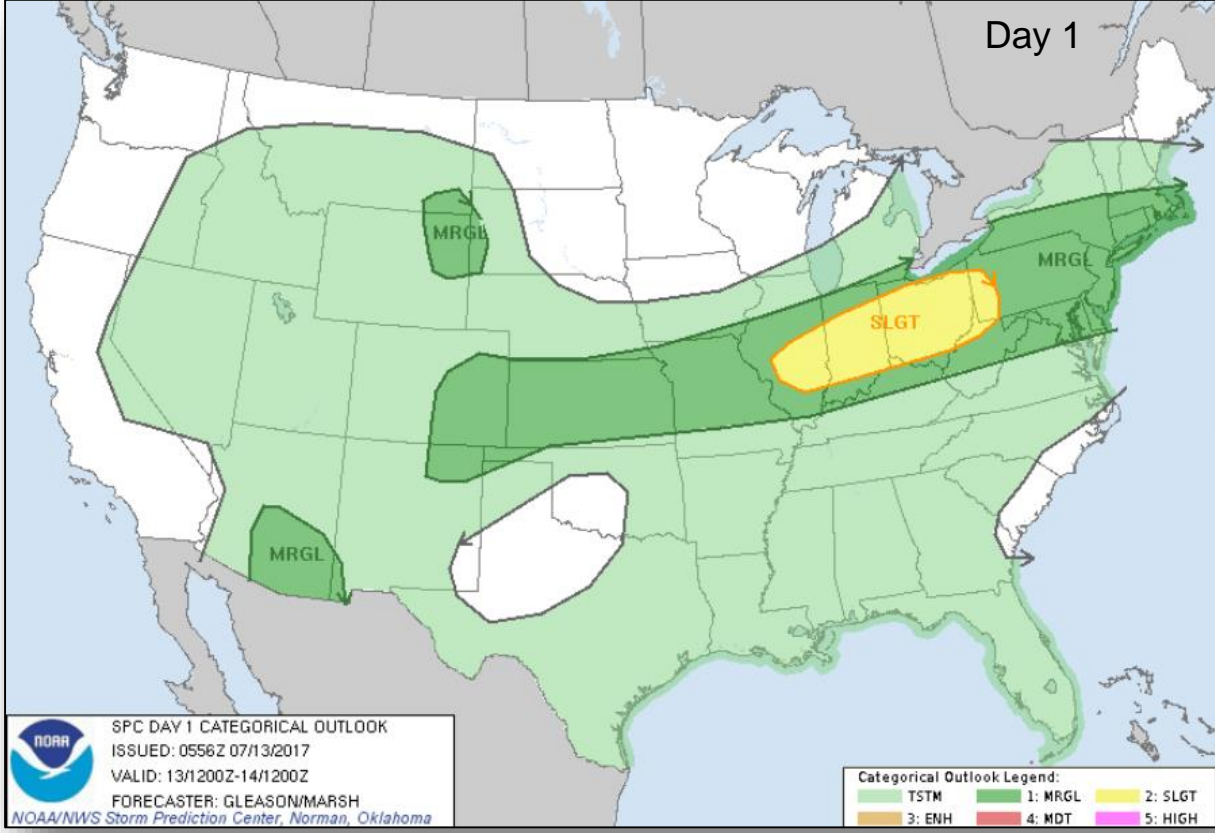 Day 1
MRGL
MRGL
SLGT
MRGL
NOAA
SPC DAY 1 CATEGORICAL OUTLOOK
ISSUED: 0556Z 07/13/2017
VALID: 13/1200Z-14/1200Z
FORECASTER: GLEASON/MARSH
NOAA/NWS Storm Prediction Center, Norman, Oklahoma
Categorical Outlook Legend:
TSTM 1: MRGL 2: SLGT
3: ENH 4: MDT 5: HIGH